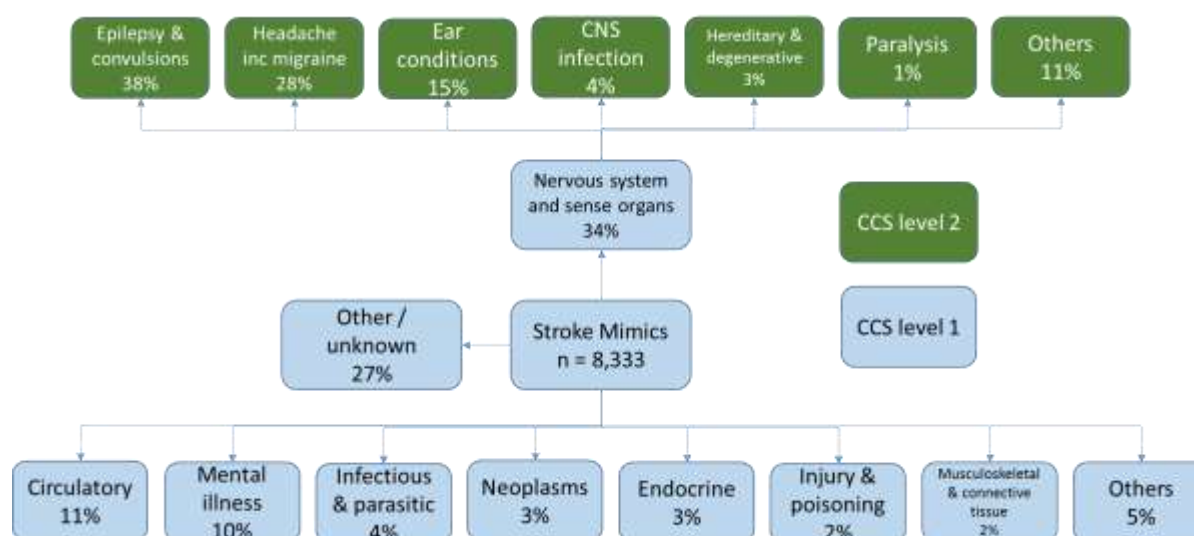 Epilepsy &
convulsions
38%
Headache
inc migraine
28%
Ear
conditions
15%
CNS
infection
4%
Hereditary &
degenerative
3%
Paralysis
1%
Others
11%
Nervous system
and sense organs
34%
CCS level 2
Other /
unknown
27%
Stroke Mimics
n = 8,333
CCS level 1
Circulatory
11%
Mental
illness
10%
Infectious
& parasitic
4%
Neoplasms
3%
Endocrine
3%
Injury &
poisoning
2%
Musculoskeletal
& connective
tissue
2%
Others
5%